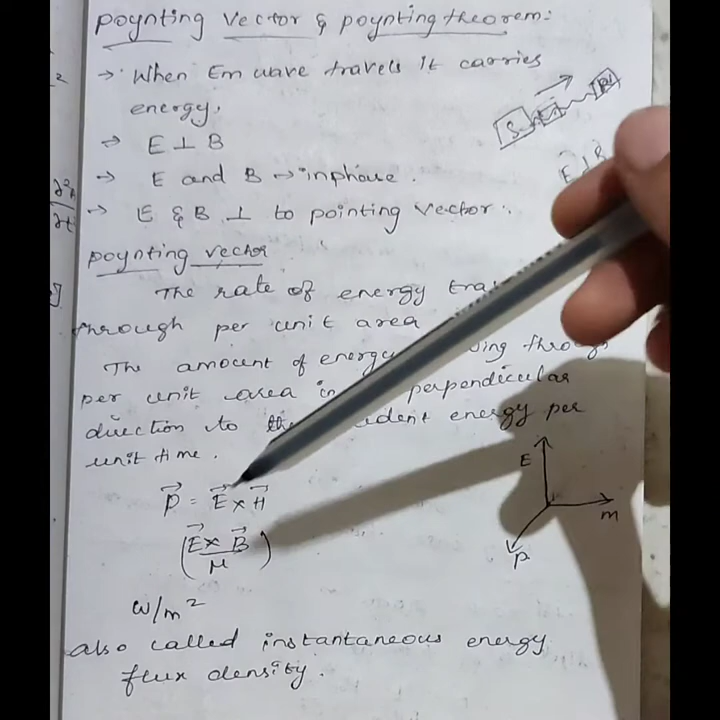 Poynting Vector & poynting theorem:
→ When Em wave travels it carries
energy.
→ E ⊥ B
→ E and B → inphase.
→ E & B ⊥ to pointing vector.
poynting vector
The rate of energy
through per unit area
The amount of energy
per unit area in perpendicular
direction to energy per
unit time.
P⃗ = E⃗ × H⃗
(E⃗ × B⃗ / μ)
w/m²
also called instantaneous energy
flux density.
S
E ⊥ B
∂t
E
m
P